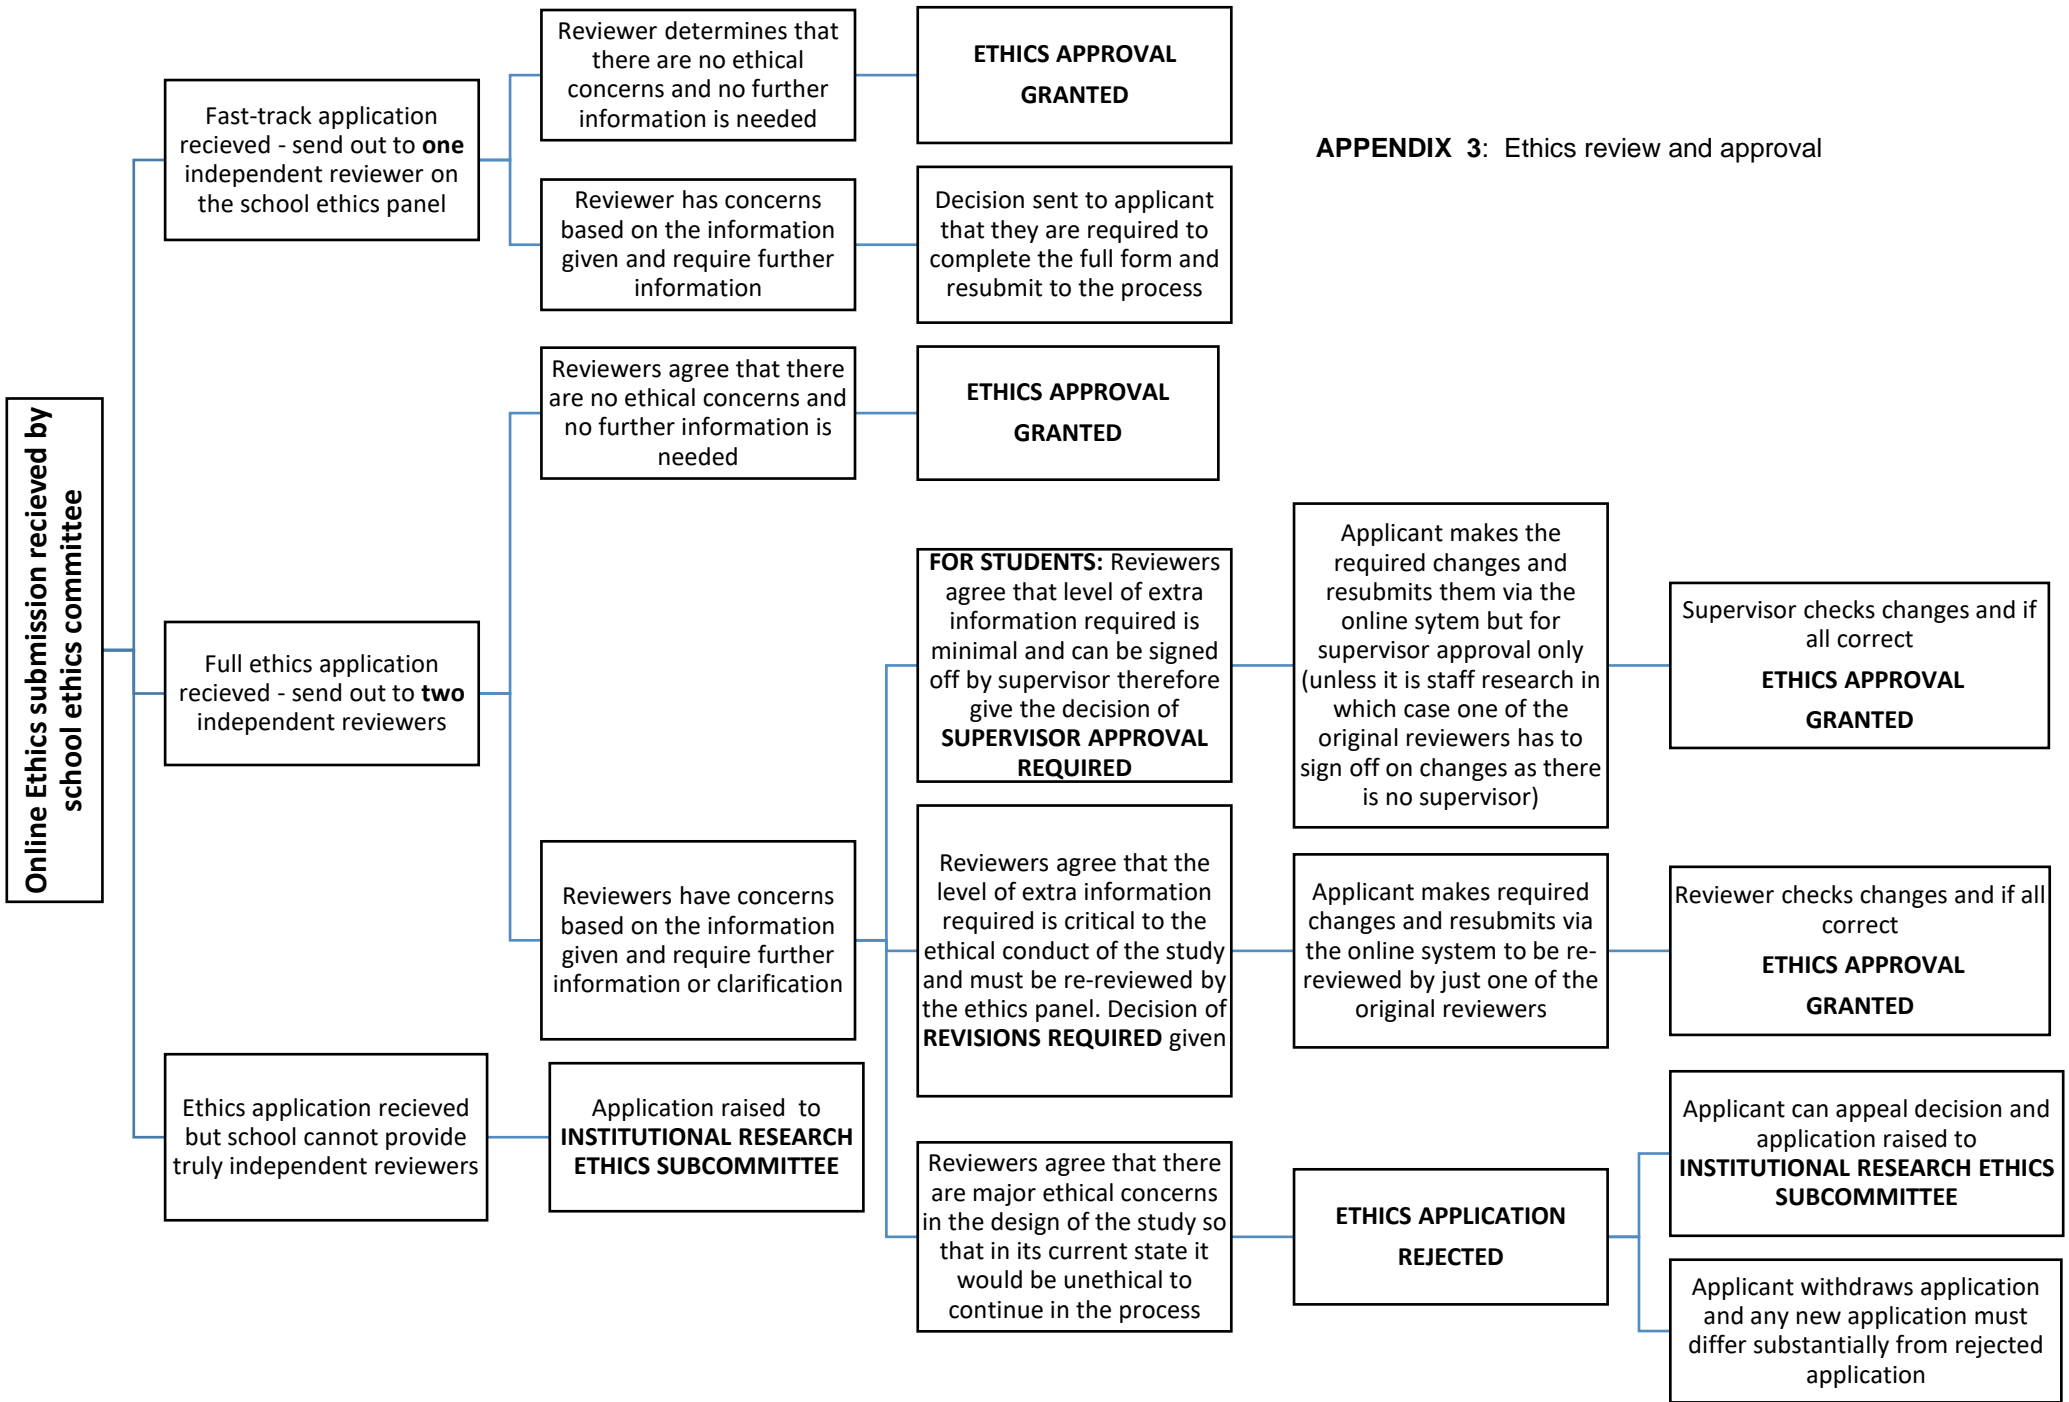 Online Ethics submission recieved by
school ethics committee
Fast-track application
recieved - send out to one
independent reviewer on
the school ethics panel
Reviewer determines that
there are no ethical
concerns and no further
information is needed
ETHICS APPROVAL
GRANTED
APPENDIX 3: Ethics review and approval
Reviewer has concerns
based on the information
given and require further
information
Decision sent to applicant
that they are required to
complete the full form and
resubmit to the process
Full ethics application
recieved - send out to two
independent reviewers
Reviewers agree that there
are no ethical concerns and
no further information is
needed
ETHICS APPROVAL
GRANTED
Reviewers have concerns
based on the information
given and require further
information or clarification
FOR STUDENTS: Reviewers
agree that level of extra
information required is
minimal and can be signed
off by supervisor therefore
give the decision of
SUPERVISOR APPROVAL
REQUIRED
Applicant makes the
required changes and
resubmits them via the
online sytem but for
supervisor approval only
(unless it is staff research in
which case one of the
original reviewers has to
sign off on changes as there
is no supervisor)
Supervisor checks changes and if
all correct
ETHICS APPROVAL
GRANTED
Reviewers agree that the
level of extra information
required is critical to the
ethical conduct of the study
and must be re-reviewed by
the ethics panel. Decision of
REVISIONS REQUIRED given
Applicant makes required
changes and resubmits via
the online system to be re-
reviewed by just one of the
original reviewers
Reviewer checks changes and if all
correct
ETHICS APPROVAL
GRANTED
Reviewers agree that there
are major ethical concerns
in the design of the study so
that in its current state it
would be unethical to
continue in the process
ETHICS APPLICATION
REJECTED
Applicant can appeal decision and
application raised to
INSTITUTIONAL RESEARCH ETHICS
SUBCOMMITTEE
Applicant withdraws application
and any new application must
differ substantially from rejected
application
Ethics application recieved
but school cannot provide
truly independent reviewers
Application raised to
INSTITUTIONAL RESEARCH
ETHICS SUBCOMMITTEE